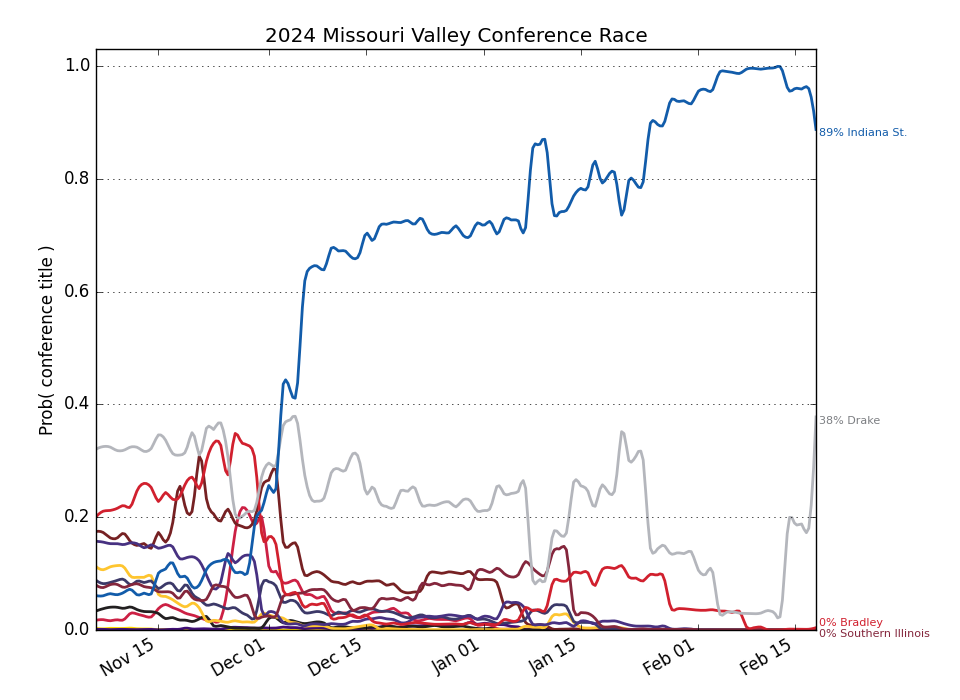 2024 Missouri Valley Conference Race
Prob( conference title )
1.0
0.8
0.6
0.4
0.2
0.0
89% Indiana St.
38% Drake
0% Bradley
0% Southern Illinois
Nov 15
Dec 01
Dec 15
Jan 01
Jan 15
Feb 01
Feb 15